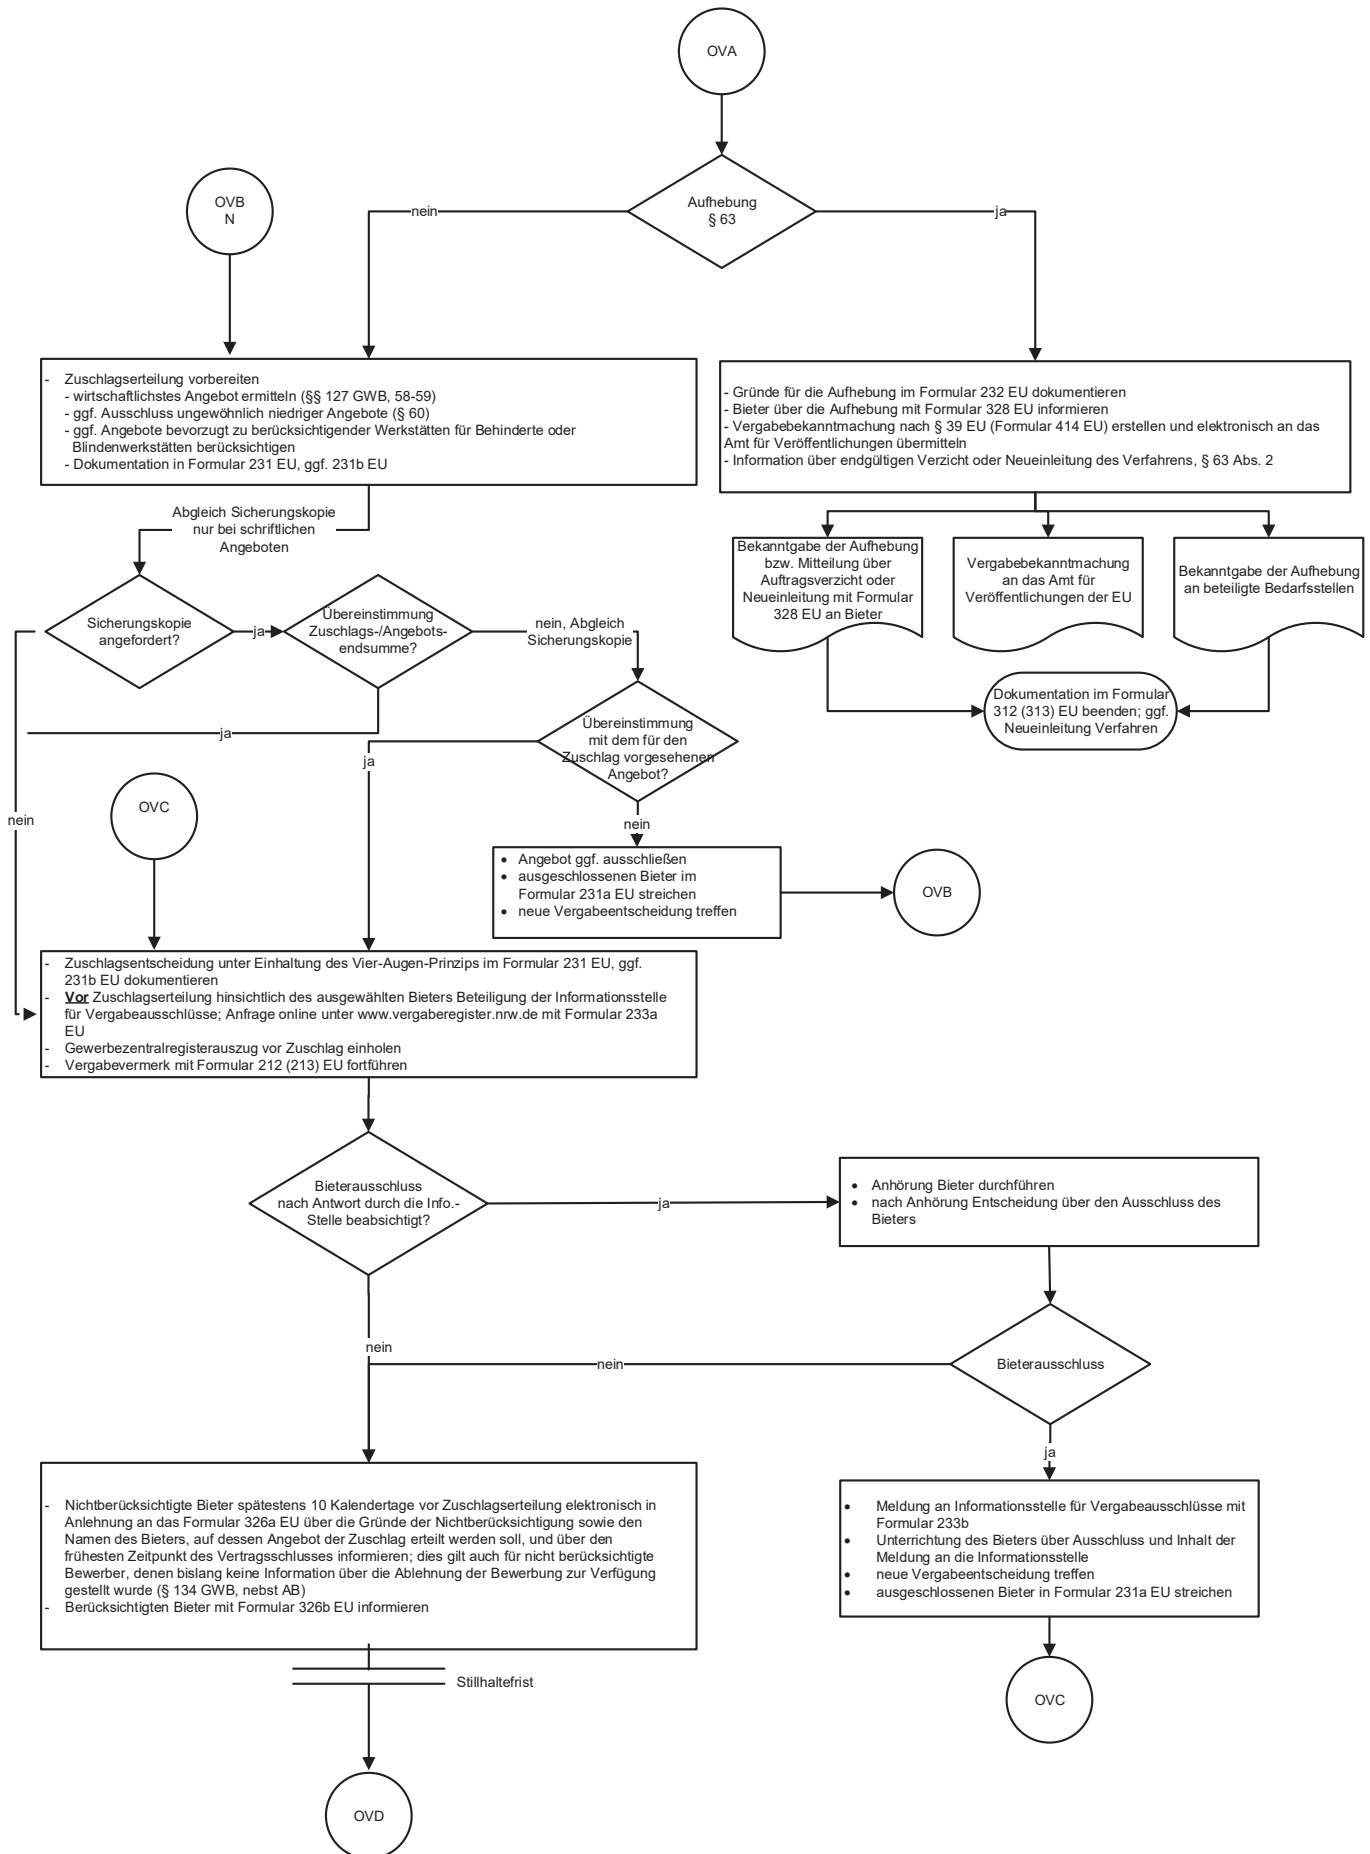 OVA
Aufhebung
§ 63
nein
ja
OVB
N
- Zuschlagserteilung vorbereiten
- wirtschaftlichstes Angebot ermitteln (§§ 127 GWB, 58-59)
- ggf. Ausschluss ungewöhnlich niedriger Angebote (§ 60)
- ggf. Angebote bevorzugt zu berücksichtigender Werkstätten für Behinderte oder
Blindenwerkstätten berücksichtigen
- Dokumentation in Formular 231 EU, ggf. 231b EU
- Gründe für die Aufhebung im Formular 232 EU dokumentieren
- Bieter über die Aufhebung mit Formular 328 EU informieren
- Vergabebekanntmachung nach § 39 EU (Formular 414 EU) erstellen und elektronisch an das
Amt für Veröffentlichungen übermitteln
- Information über endgültigen Verzicht oder Neueinleitung des Verfahrens, § 63 Abs. 2
Abgleich Sicherungskopie
nur bei schriftlichen
Angeboten
Bekanntgabe der Aufhebung
bzw. Mitteilung über
Auftragsverzicht oder
Neueinleitung mit Formular
328 EU an Bieter
Vergabebekanntmachung
an das Amt für
Veröffentlichungen der EU
Bekanntgabe der Aufhebung
an beteiligte Bedarfsstellen
Sicherungskopie
angefordert?
ja
Übereinstimmung
Zuschlags-/Angebots-
endsumme?
nein, Abgleich
Sicherungskopie
Dokumentation im Formular
312 (313) EU beenden; ggf.
Neueinleitung Verfahren
ja
Übereinstimmung
mit dem für den
Zuschlag vorgesehenen
Angebot?
ja
nein
OVC
nein
• Angebot ggf. ausschließen
• ausgeschlossenen Bieter im
Formular 231a EU streichen
• neue Vergabeentscheidung treffen
OVB
- Zuschlagsentscheidung unter Einhaltung des Vier-Augen-Prinzips im Formular 231 EU, ggf.
231b EU dokumentieren
- Vor Zuschlagserteilung hinsichtlich des ausgewählten Bieters Beteiligung der Informationsstelle
für Vergabeausschlüsse; Anfrage online unter www.vergaberegister.nrw.de mit Formular 233a
EU
- Gewerbezentralregisterauszug vor Zuschlag einholen
- Vergabevermerk mit Formular 212 (213) EU fortführen
Bieterausschluss
nach Antwort durch die Info.-
Stelle beabsichtigt?
ja
• Anhörung Bieter durchführen
• nach Anhörung Entscheidung über den Ausschluss des
Bieters
nein
nein
Bieterausschluss
ja
- Nichtberücksichtigte Bieter spätestens 10 Kalendertage vor Zuschlagserteilung elektronisch in
Anlehnung an das Formular 326a EU über die Gründe der Nichtberücksichtigung sowie den
Namen des Bieters, auf dessen Angebot der Zuschlag erteilt werden soll, und über den
frühesten Zeitpunkt des Vertragsschlusses informieren; dies gilt auch für nicht berücksichtigte
Bewerber, denen bislang keine Information über die Ablehnung der Bewerbung zur Verfügung
gestellt wurde (§ 134 GWB, nebst AB)
- Berücksichtigten Bieter mit Formular 326b EU informieren
• Meldung an Informationsstelle für Vergabeausschlüsse mit
Formular 233b
• Unterrichtung des Bieters über Ausschluss und Inhalt der
Meldung an die Informationsstelle
• neue Vergabeentscheidung treffen
• ausgeschlossenen Bieter in Formular 231a EU streichen
Stillhaltefrist
OVC
OVD